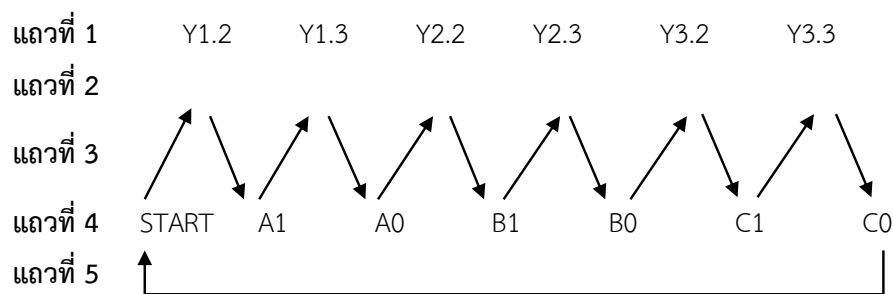 แถวที่ 1 Y1.2 Y1.3 Y2.2 Y2.3 Y3.2 Y3.3
แถวที่ 2
แถวที่ 3
แถวที่ 4 START A1 A0 B1 B0 C1 C0
แถวที่ 5